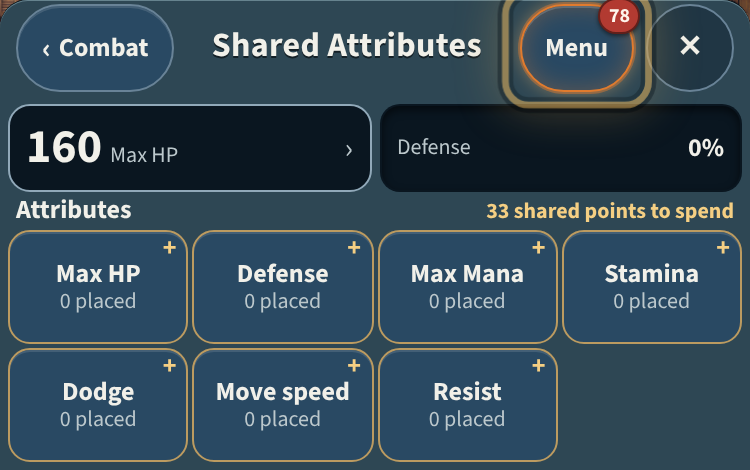 ‹ Combat
Shared Attributes
Menu
78
✕
160 Max HP ›
Defense 0%
Attributes
33 shared points to spend
+
Max HP
0 placed
+
Defense
0 placed
+
Max Mana
0 placed
+
Stamina
0 placed
+
Dodge
0 placed
+
Move speed
0 placed
+
Resist
0 placed